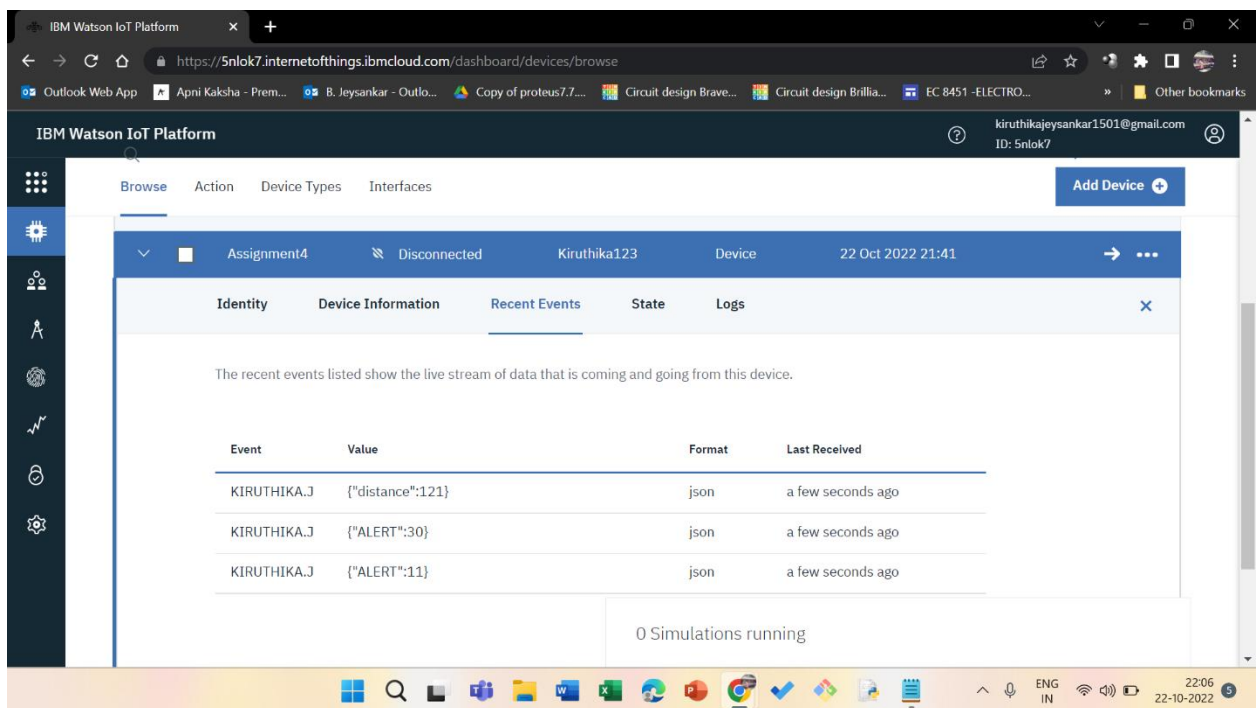 IBM Watson IoT Platform
https://5nlok7.internetofthings.ibmcloud.com/dashboard/devices/browse
Outlook Web App Apni Kaksha - Prem... B. Jeysankar - Outlo... Copy of proteus7.7.... Circuit design Brave... Circuit design Brillia... EC 8451 -ELECTRO... » Other bookmarks
IBM Watson IoT Platform
kiruthikajeysankar1501@gmail.com
ID: 5nlok7
Browse Action Device Types Interfaces Add Device
Assignment4 Disconnected Kiruthika123 Device 22 Oct 2022 21:41
Identity Device Information Recent Events State Logs
The recent events listed show the live stream of data that is coming and going from this device.
Event Value Format Last Received
KIRUTHIKA.J {"distance":121} json a few seconds ago
KIRUTHIKA.J {"ALERT":30} json a few seconds ago
KIRUTHIKA.J {"ALERT":11} json a few seconds ago
0 Simulations running
ENG 22:06
IN 22-10-2022 5